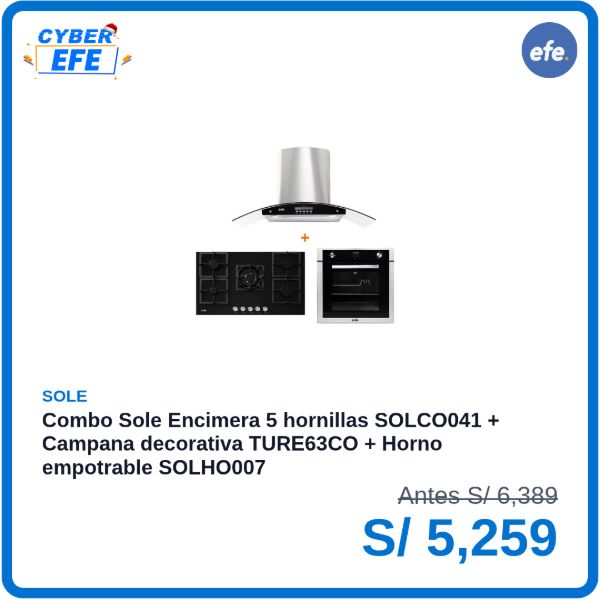 CYBER
EFE
efe.
SOLE
Combo Sole Encimera 5 hornillas SOLCO041 +
Campana decorativa TURE63CO + Horno
empotrable SOLHO007
Antes S/ 6,389
S/ 5,259